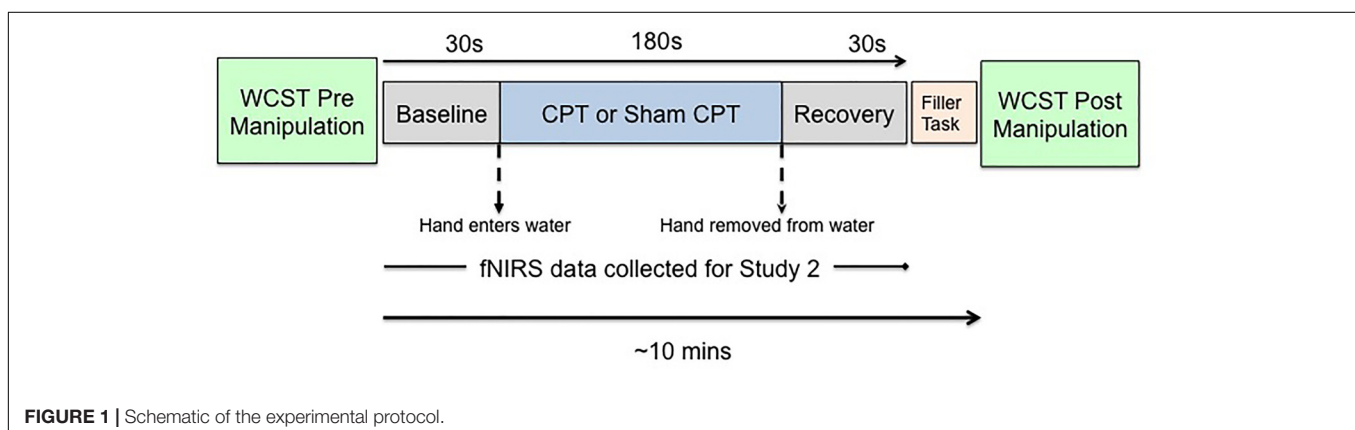 30s 180s 30s
WCST Pre
Manipulation
Baseline
CPT or Sham CPT
Recovery
Filler
Task
WCST Post
Manipulation
Hand enters water
Hand removed from water
fNIRS data collected for Study 2
~10 mins
FIGURE 1 | Schematic of the experimental protocol.